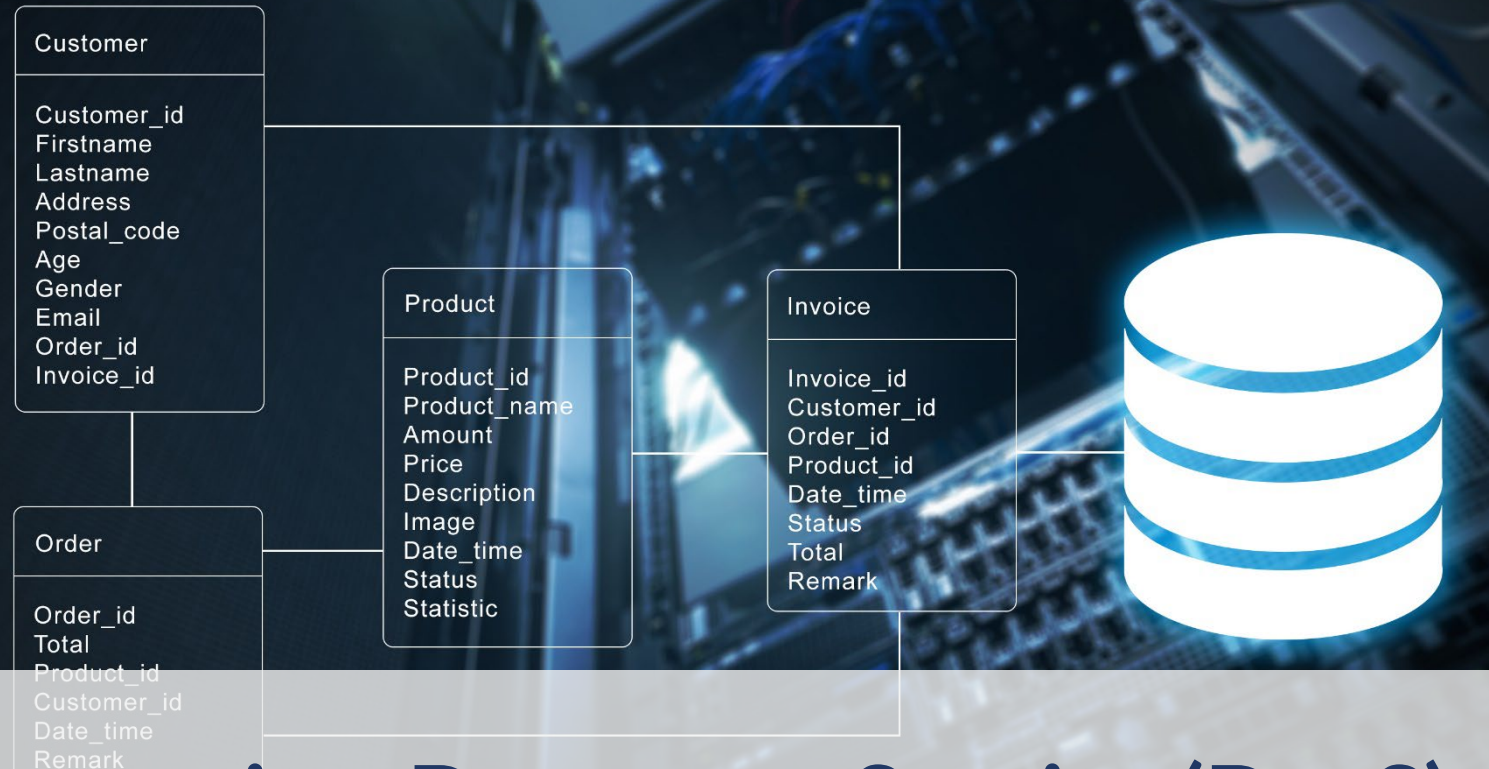 Customer
Customer_id
Firstname
Lastname
Address
Postal_code
Age
Gender
Email
Order_id
Invoice_id
Product
Product_id
Product_name
Amount
Price
Description
Image
Date_time
Status
Statistic
Invoice
Invoice_id
Customer_id
Order_id
Product_id
Date_time
Status
Total
Remark
Order
Order_id
Total
Product_id
Customer_id
Date_time
Remark